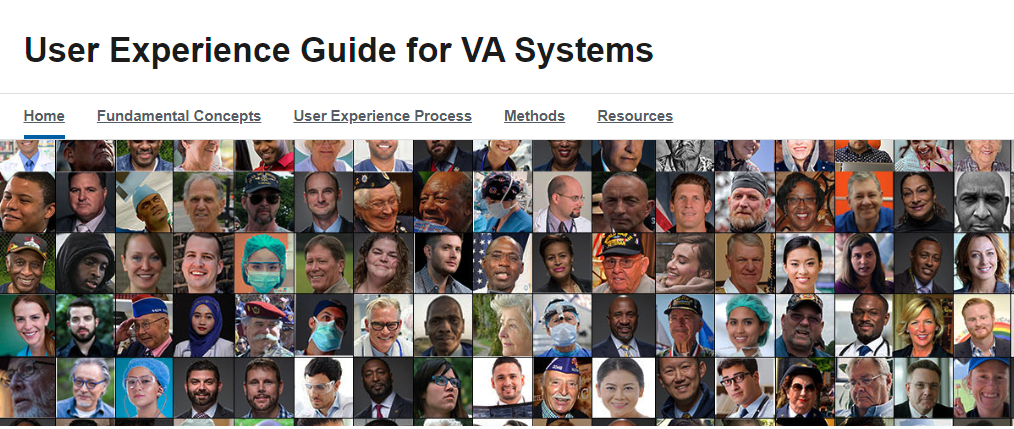 User Experience Guide for VA Systems
Home Fundamental Concepts User Experience Process Methods Resources